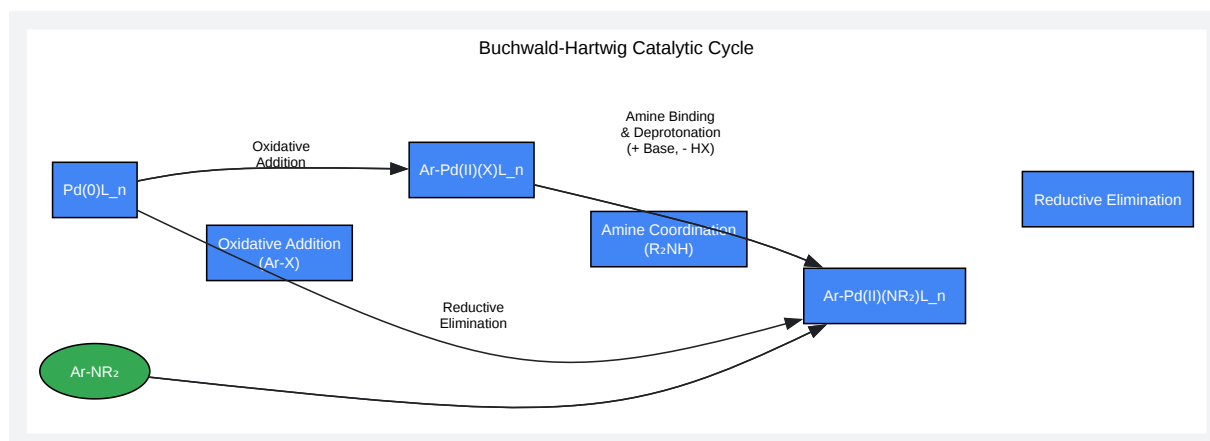 Buchwald-Hartwig Catalytic Cycle
Oxidative
Addition
Pd(0)L_n
Ar-Pd(II)(X)L_n
Amine Binding
& Deprotonation
(+ Base, - HX)
Reductive Elimination
Oxidative Addition
(Ar-X)
Amine Coordination
(R₂NH)
Ar-Pd(II)(NR₂)L_n
Reductive
Elimination
Ar-NR₂